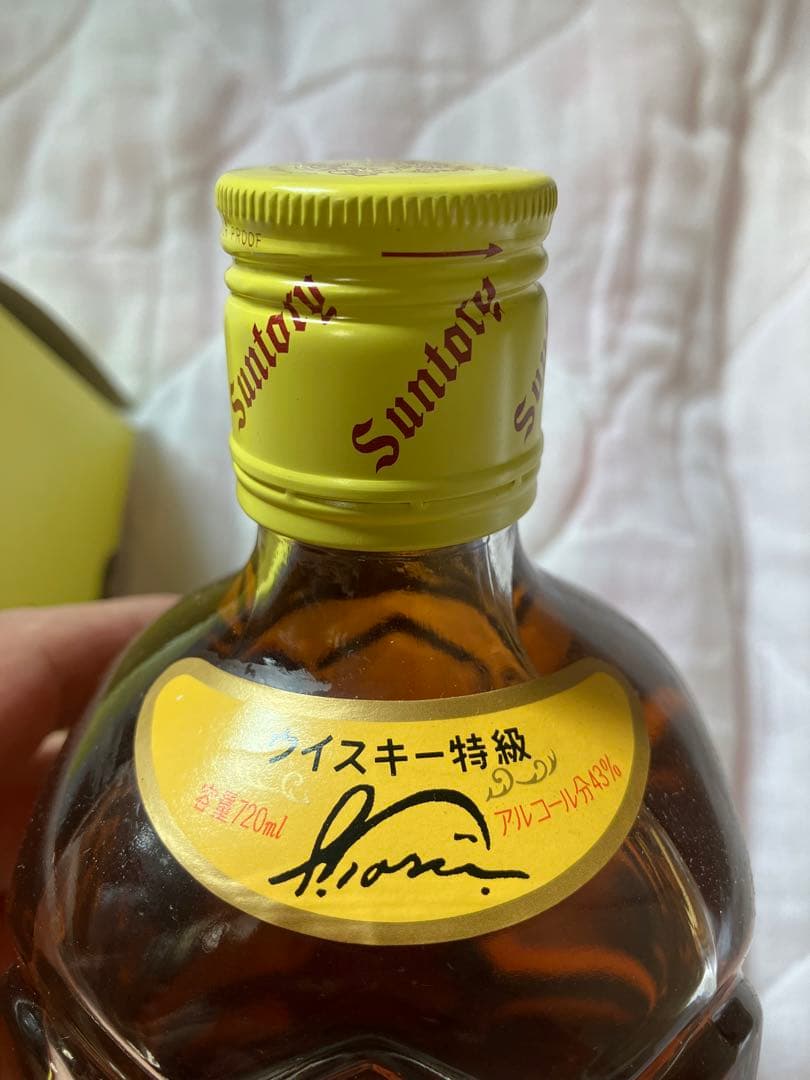 PROOF
Suntory
Suntory
ウイスキー特級
容量720ml
アルコール分43%